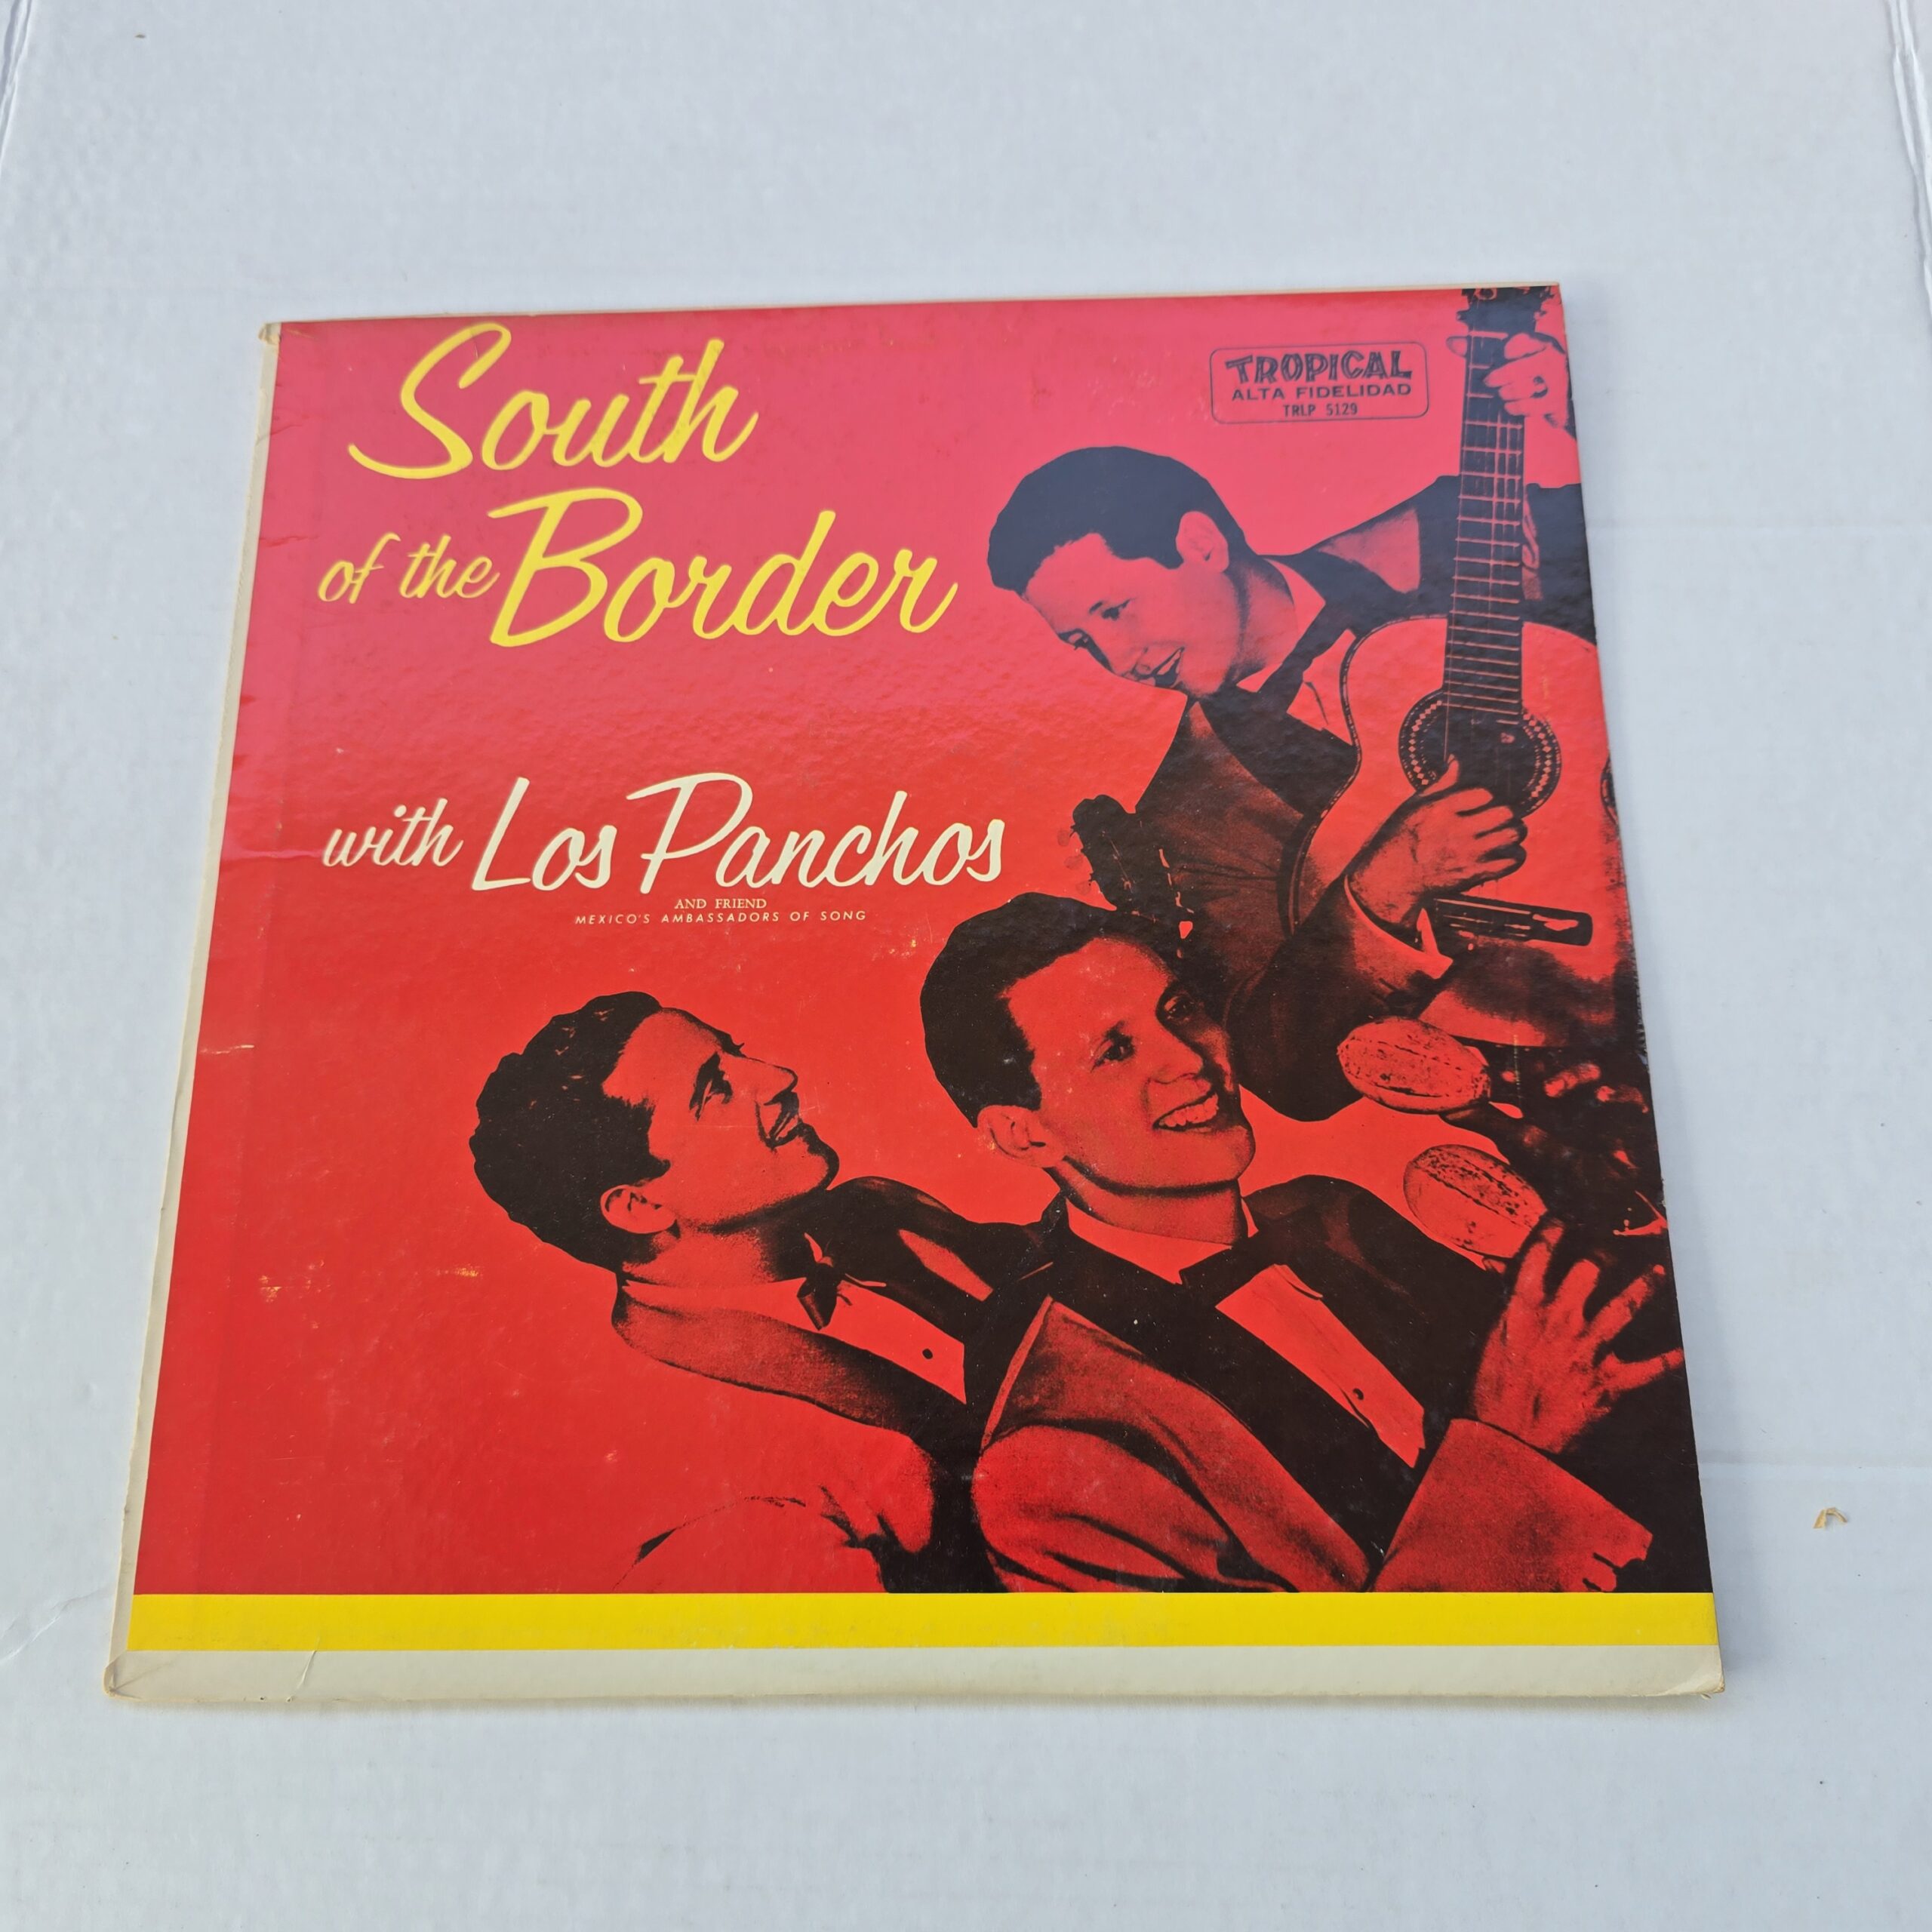 South
of the Border
TROPICAL
ALTA FIDELIDAD
TRLP 5129
with Los Panchos
AND FRIEND
MEXICO'S AMBASSADORS OF SONG